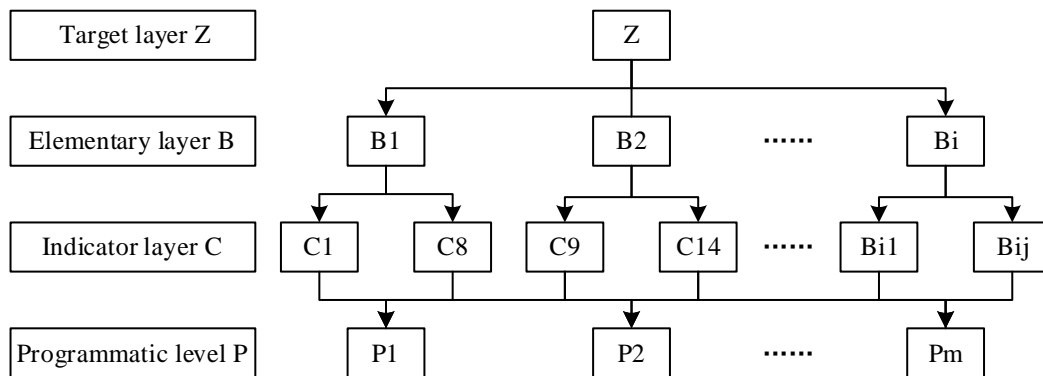 Target layer Z
Z
Elementary layer B
B1
B2
······
Bi
Indicator layer C
C1
C8
C9
C14
······
Bi1
Bij
Programmatic level P
P1
P2
······
Pm